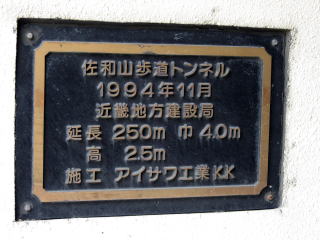 佐和山歩道トンネル
1994年11月
近畿地方建設局
延長 250m 巾 4.0m
高 2.5m
施工 アイサワ工業K.K